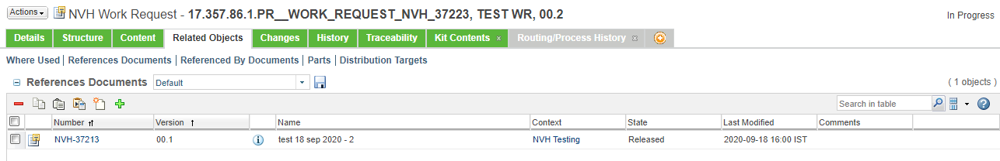 Actions NVH Work Request - 17.357.86.1.PR__WORK_REQUEST_NVH_37223, TEST WR, 00.2 In Progress
Details Structure Content Related Objects Changes History Traceability Kit Contents x Routing/Process History x
Where Used References Documents Referenced By Documents Parts Distribution Targets
References Documents Default ( 1 objects )
Search in table
Number Version Name Context State Last Modified Comments
NVH-37213 00.1 test 18 sep 2020 - 2 NVH Testing Released 2020-09-18 16:00 IST